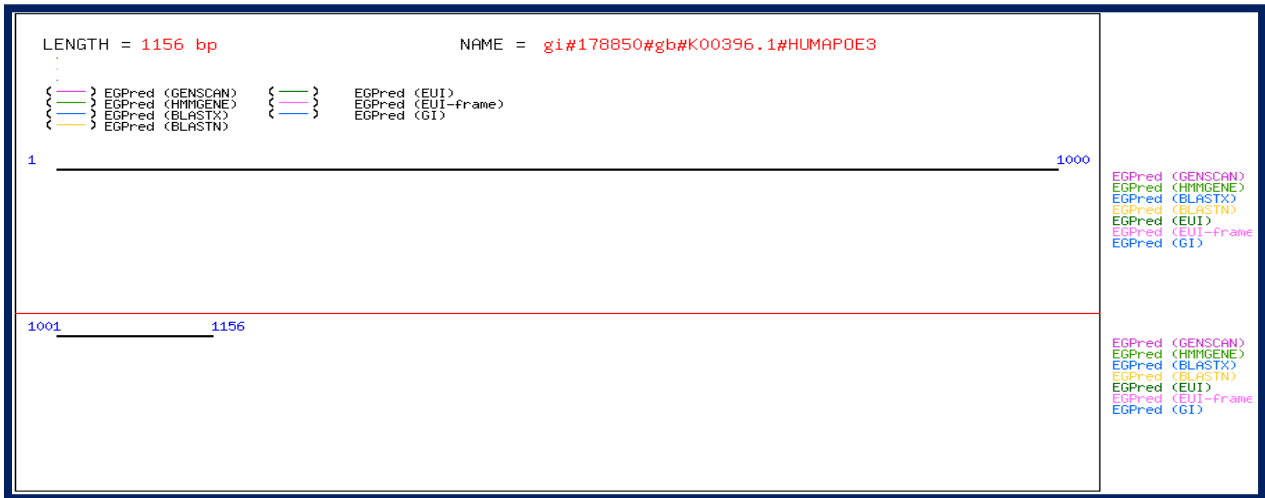 LENGTH = 1156 bp NAME = gi#178850#gb#K00396.1#HUMAPOE3
EGPred (GENSCAN) EGPred (EUI)
EGPred (HMMGENE) EGPred (EUI-frame)
EGPred (BLASTX) EGPred (GI)
EGPred (BLASTN)
1 1000
EGPred (GENSCAN)
EGPred (HMMGENE)
EGPred (BLASTX)
EGPred (BLASTN)
EGPred (EUI)
EGPred (EUI-frame
EGPred (GI)
1001 1156
EGPred (GENSCAN)
EGPred (HMMGENE)
EGPred (BLASTX)
EGPred (BLASTN)
EGPred (EUI)
EGPred (EUI-frame
EGPred (GI)